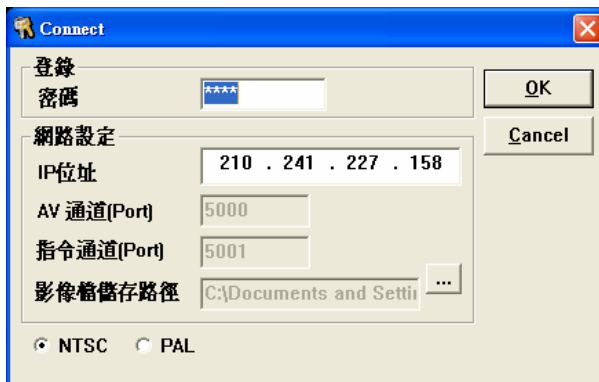 Connect
登錄
密碼 ****
OK
Cancel
網路設定
IP位址 210 . 241 . 227 . 158
AV 通道(Port) 5000
指令通道(Port) 5001
影像檔儲存路徑 C:\Documents and Settin ...
NTSC PAL